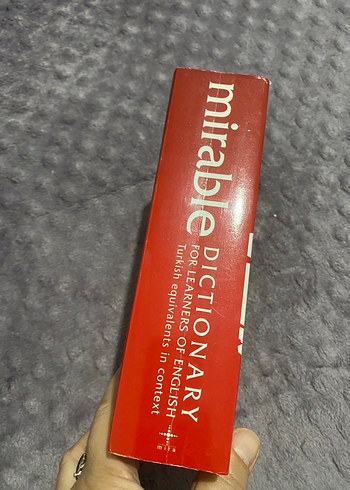 mirable
DICTIONARY
FOR LEARNERS OF ENGLISH
Turkish equivalents in context
mira